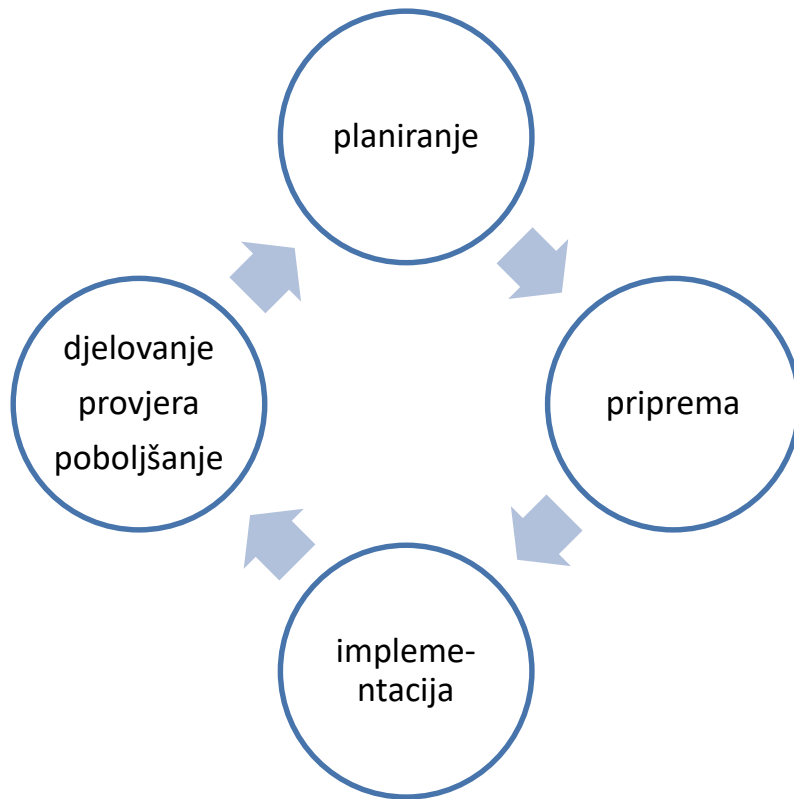 planiranje
priprema
impleme-
ntacija
djelovanje
provjera
poboljšanje